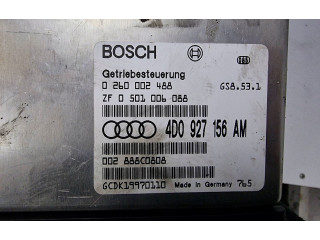 BOSCH
Getriebesteuerung
0 260 002 488 GS8.53.1
ZF 0 501 006 088
4D0 927 156 AM
002 888C0808
GCDK19970110 Made in Germany 765